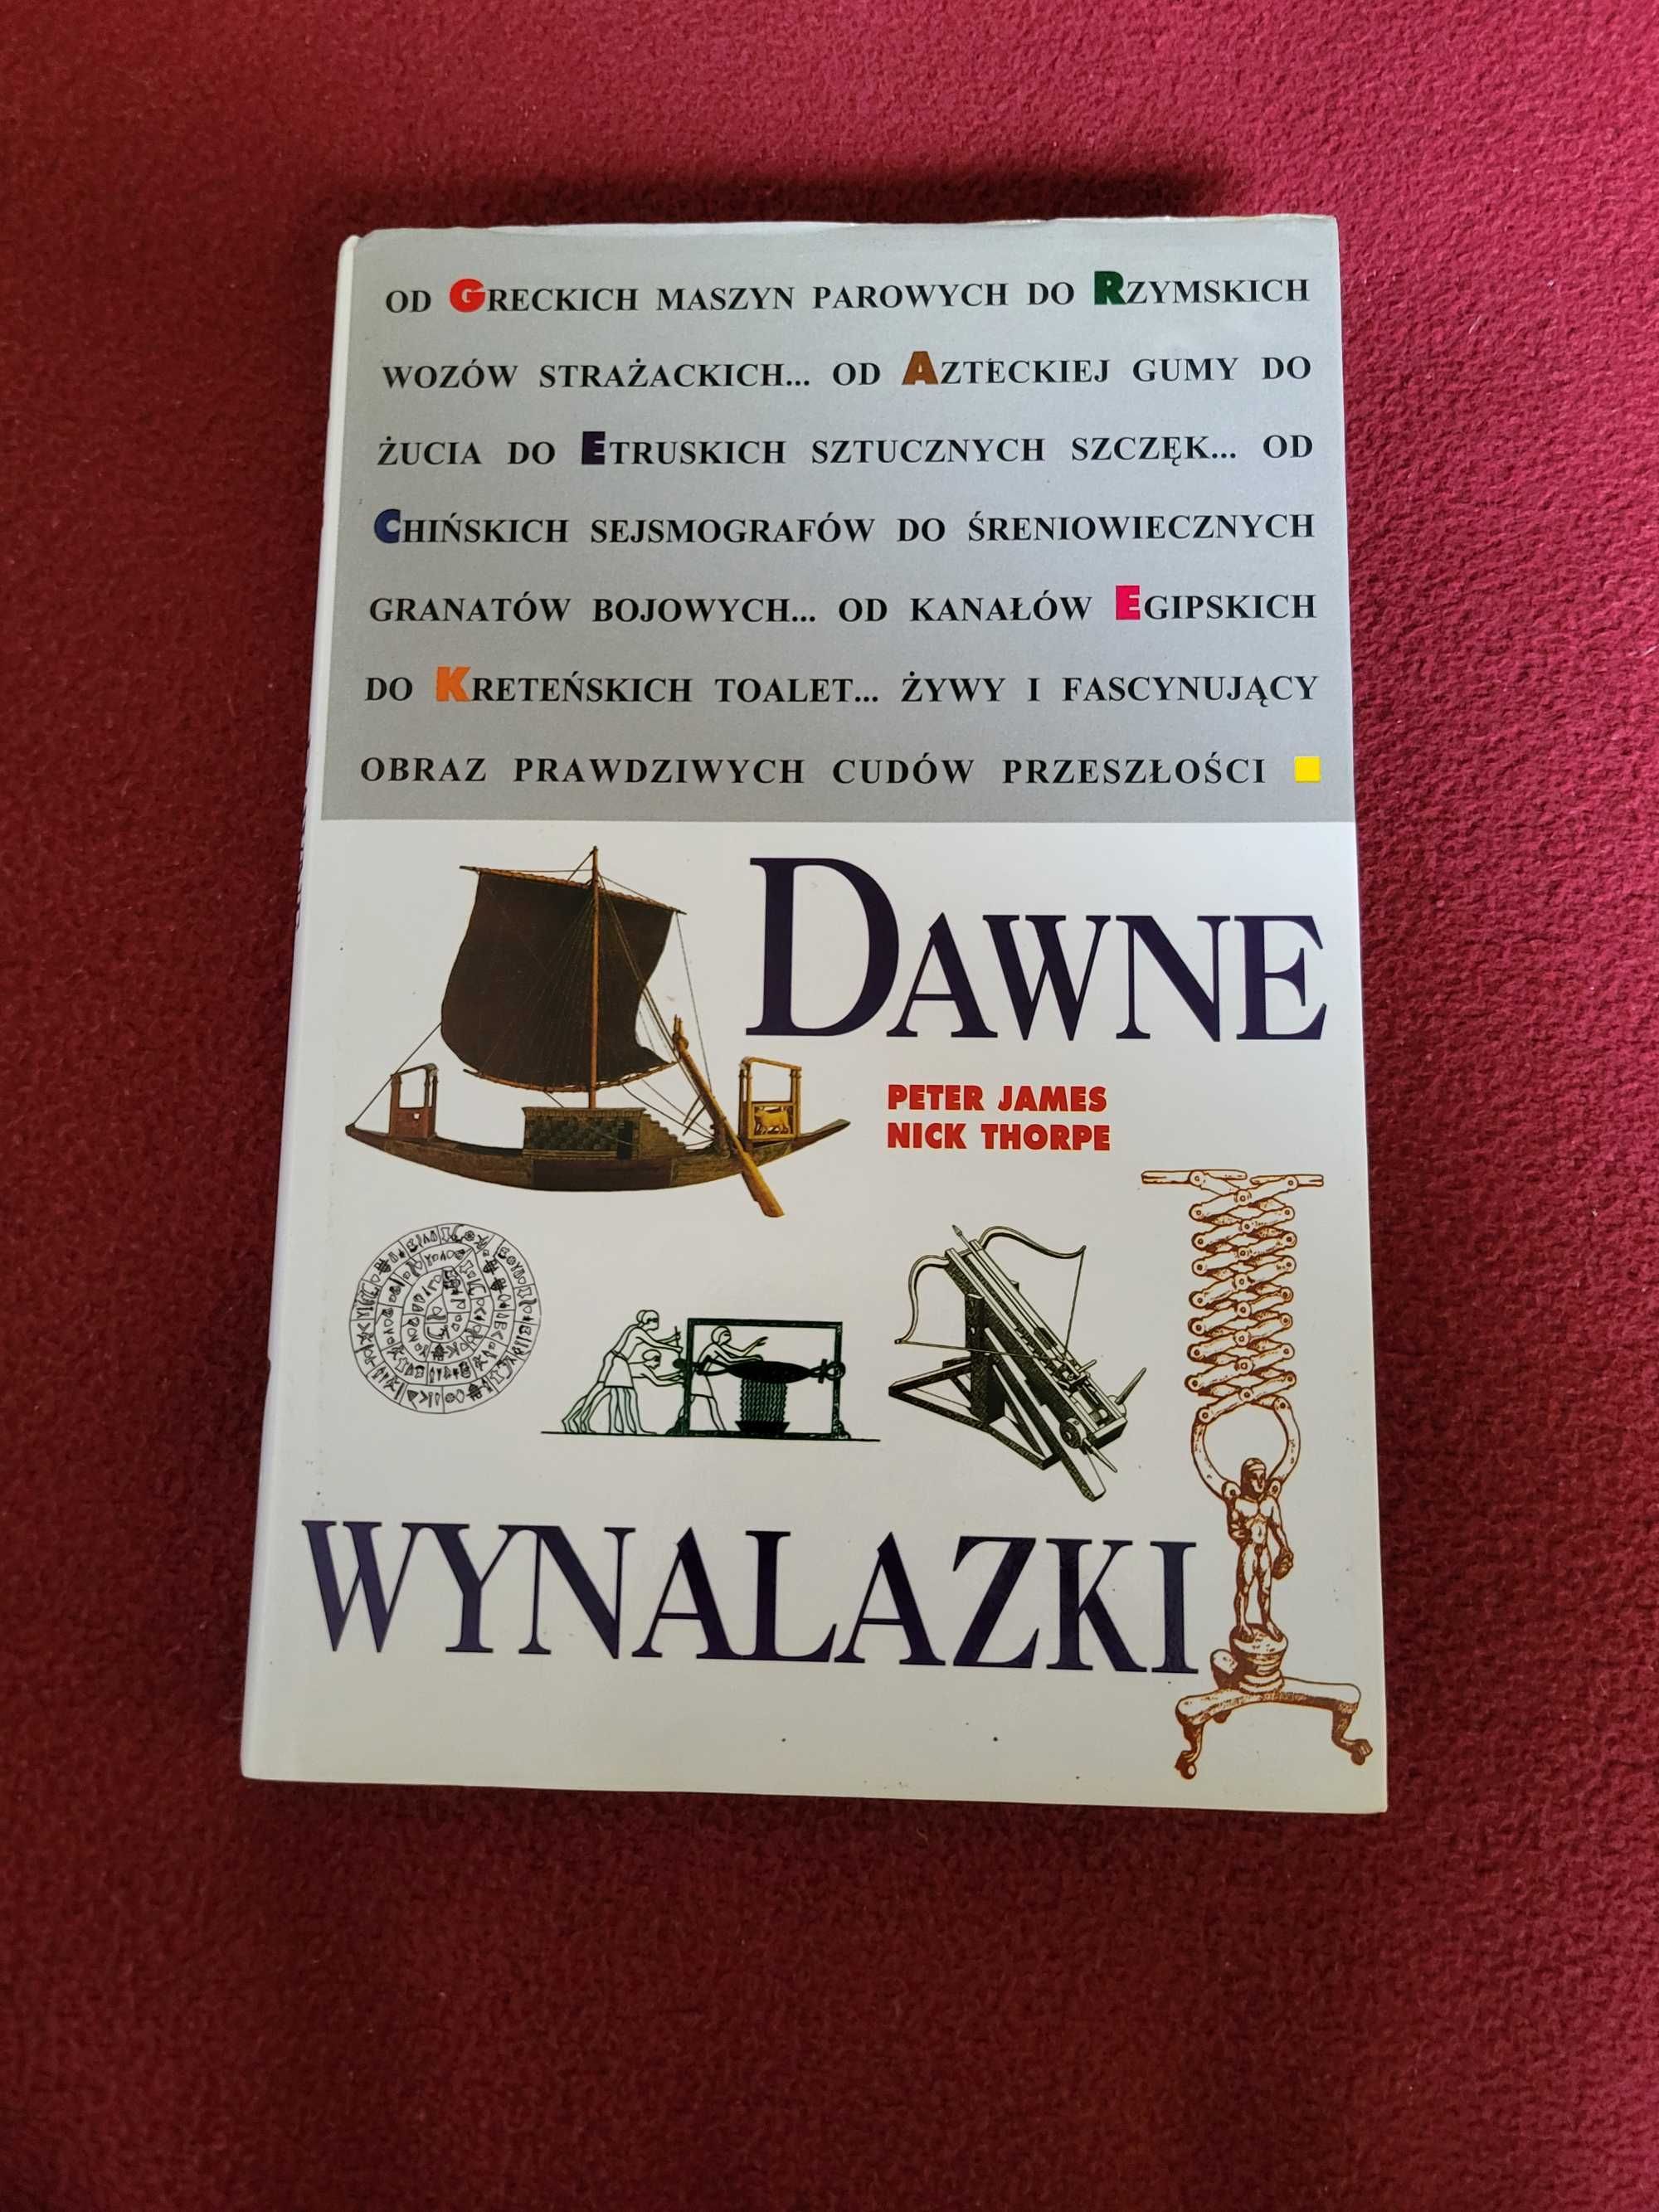 OD GRECKICH MASZYN PAROWYCH DO RZYMSKICH
WOZÓW STRAŻACKICH... OD AZTECKIEJ GUMY DO
ŻUCIA DO ETRUSKICH SZTUCZNYCH SZCZĘK... OD
CHIŃSKICH SEJSMOGRAFÓW DO ŚRENIOWIECZNYCH
GRANATÓW BOJOWYCH... OD KANAŁÓW EGIPSKICH
DO KRETEŃSKICH TOALET... ŻYWY I FASCYNUJĄCY
OBRAZ PRAWDZIWYCH CUDÓW PRZESZŁOŚCI
DAWNE
PETER JAMES
NICK THORPE
WYNALAZKI